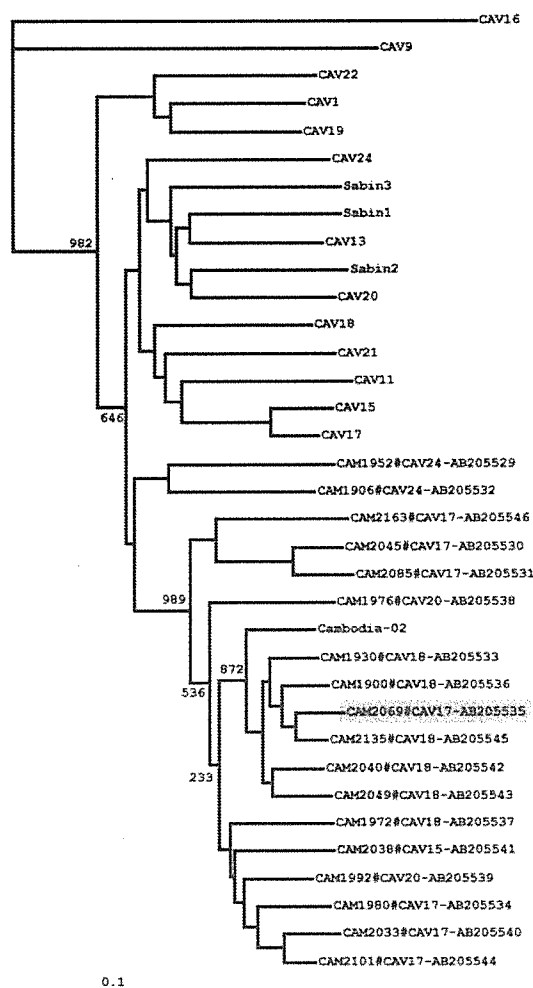 CAV16
CAV9
CAV22
CAV1
CAV19
CAV24
Sabin3
Sabin1
982
CAV13
Sabin2
CAV20
CAV18
CAV21
CAV11
CAV15
646
CAV17
CAM1952#CAV24-AB205529
CAM1906#CAV24-AB205532
CAM2163#CAV17-AB205546
CAM2045#CAV17-AB205530
CAM2085#CAV17-AB205531
989
CAM1976#CAV20-AB205538
Cambodia-02
CAM1930#CAV18-AB205533
872
CAM1900#CAV18-AB205536
536
CAM2069#CAV17-AB205535
CAM2135#CAV18-AB205545
CAM2040#CAV18-AB205542
233
CAM2049#CAV18-AB205543
CAM1972#CAV18-AB205537
CAM2038#CAV15-AB205541
CAM1992#CAV20-AB205539
CAM1980#CAV17-AB205534
CAM2033#CAV17-AB205540
CAM2101#CAV17-AB205544
0.1